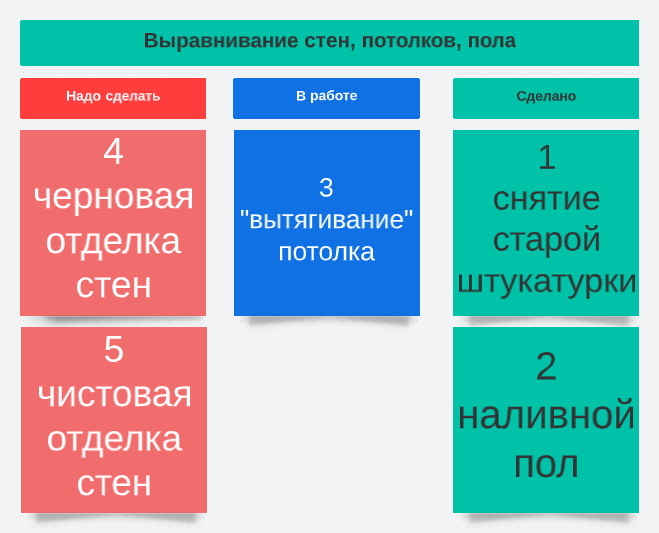 Выравнивание стен, потолков, пола
Надо сделать
В работе
Сделано
4
черновая
отделка
стен
3
"вытягивание"
потолка
1
снятие
старой
штукатурки
5
чистовая
отделка
стен
2
наливной
пол